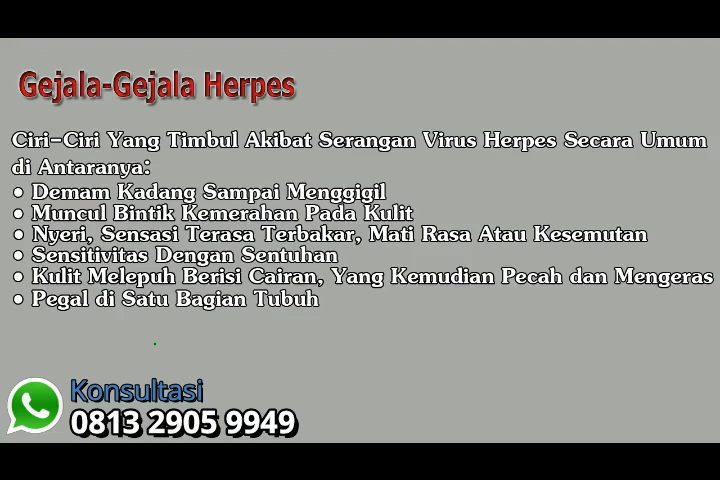 Gejala-Gejala Herpes
Ciri-Ciri Yang Timbul Akibat Serangan Virus Herpes Secara Umum
di Antaranya:
• Demam Kadang Sampai Menggigil
• Muncul Bintik Kemerahan Pada Kulit
• Nyeri, Sensasi Terasa Terbakar, Mati Rasa Atau Kesemutan
• Sensitivitas Dengan Sentuhan
• Kulit Melepuh Berisi Cairan, Yang Kemudian Pecah dan Mengeras
• Pegal di Satu Bagian Tubuh
Konsultasi
0813 2905 9949